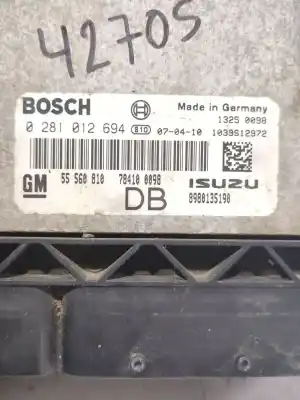 42705
BOSCH
Made in Germany
1325 0098
0 281 012 694 810 07-04-10 1039S12972
GM 55 560 810 78410 0098 ISUZU
DB 8980135190